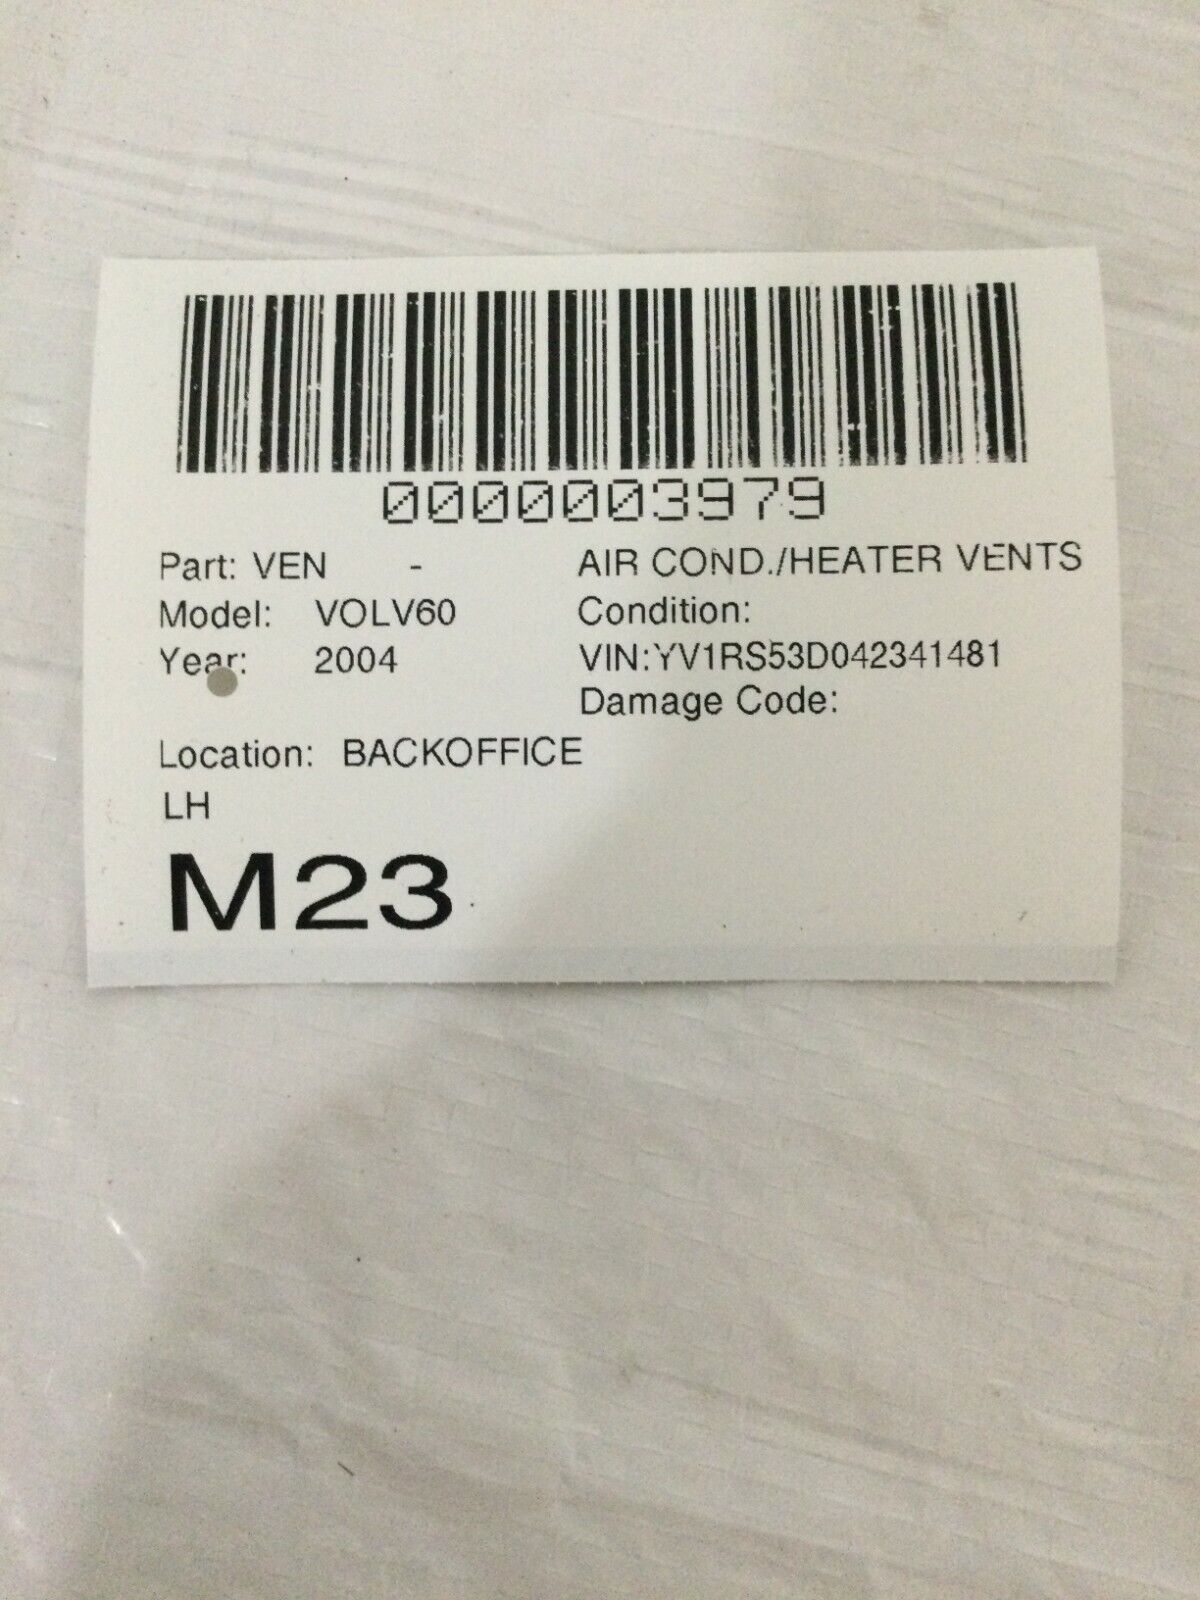 0000003979
Part: VEN - AIR COND./HEATER VENTS
Model: VOLV60 Condition:
Year: 2004 VIN:YV1RS53D042341481
Damage Code:
Location: BACKOFFICE
LH
M23